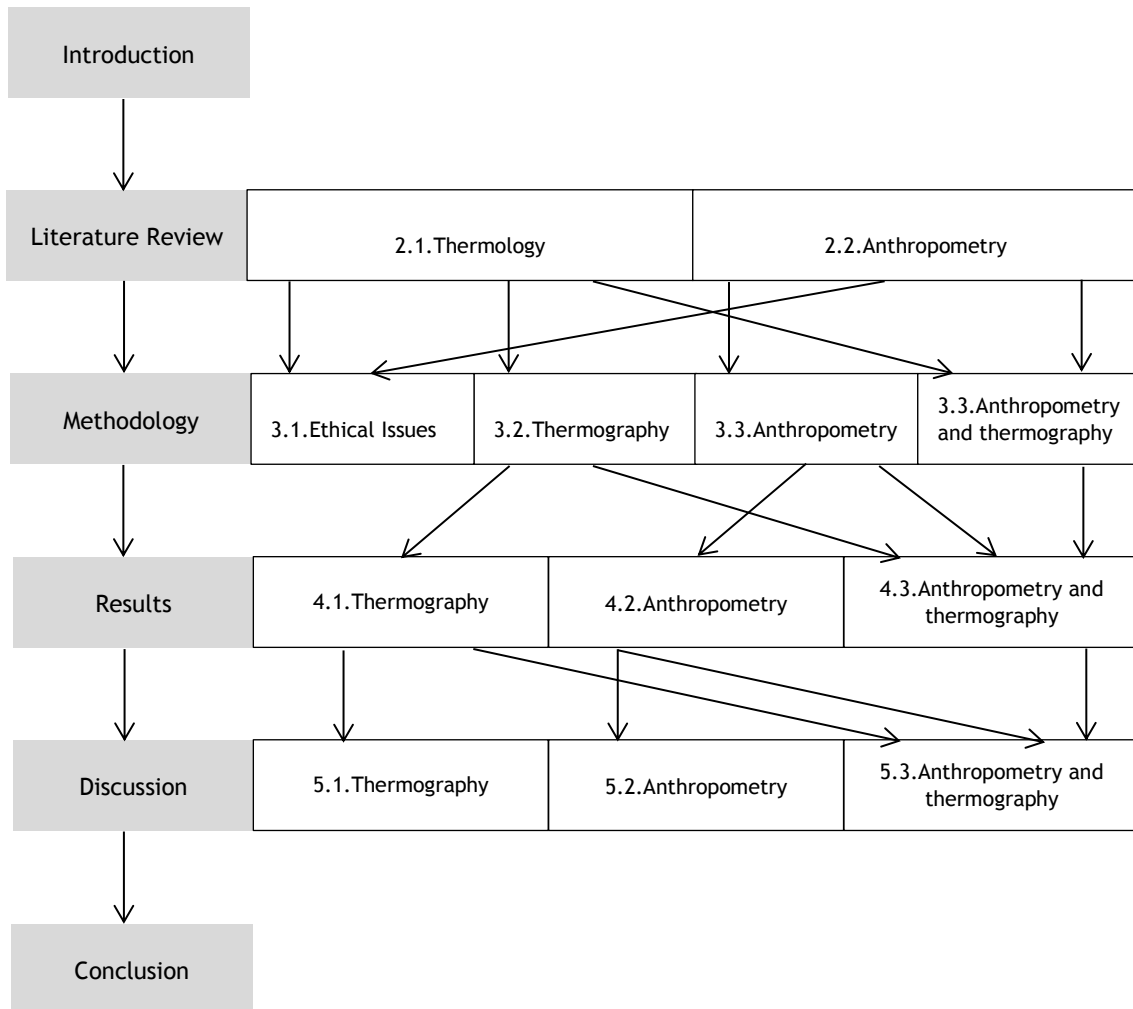 Introduction
Literature Review
2.1.Thermology
2.2.Anthropometry
Methodology
3.1.Ethical Issues
3.2.Thermography
3.3.Anthropometry
3.3.Anthropometry
and thermography
Results
4.1.Thermography
4.2.Anthropometry
4.3.Anthropometry and
thermography
Discussion
5.1.Thermography
5.2.Anthropometry
5.3.Anthropometry and
thermography
Conclusion